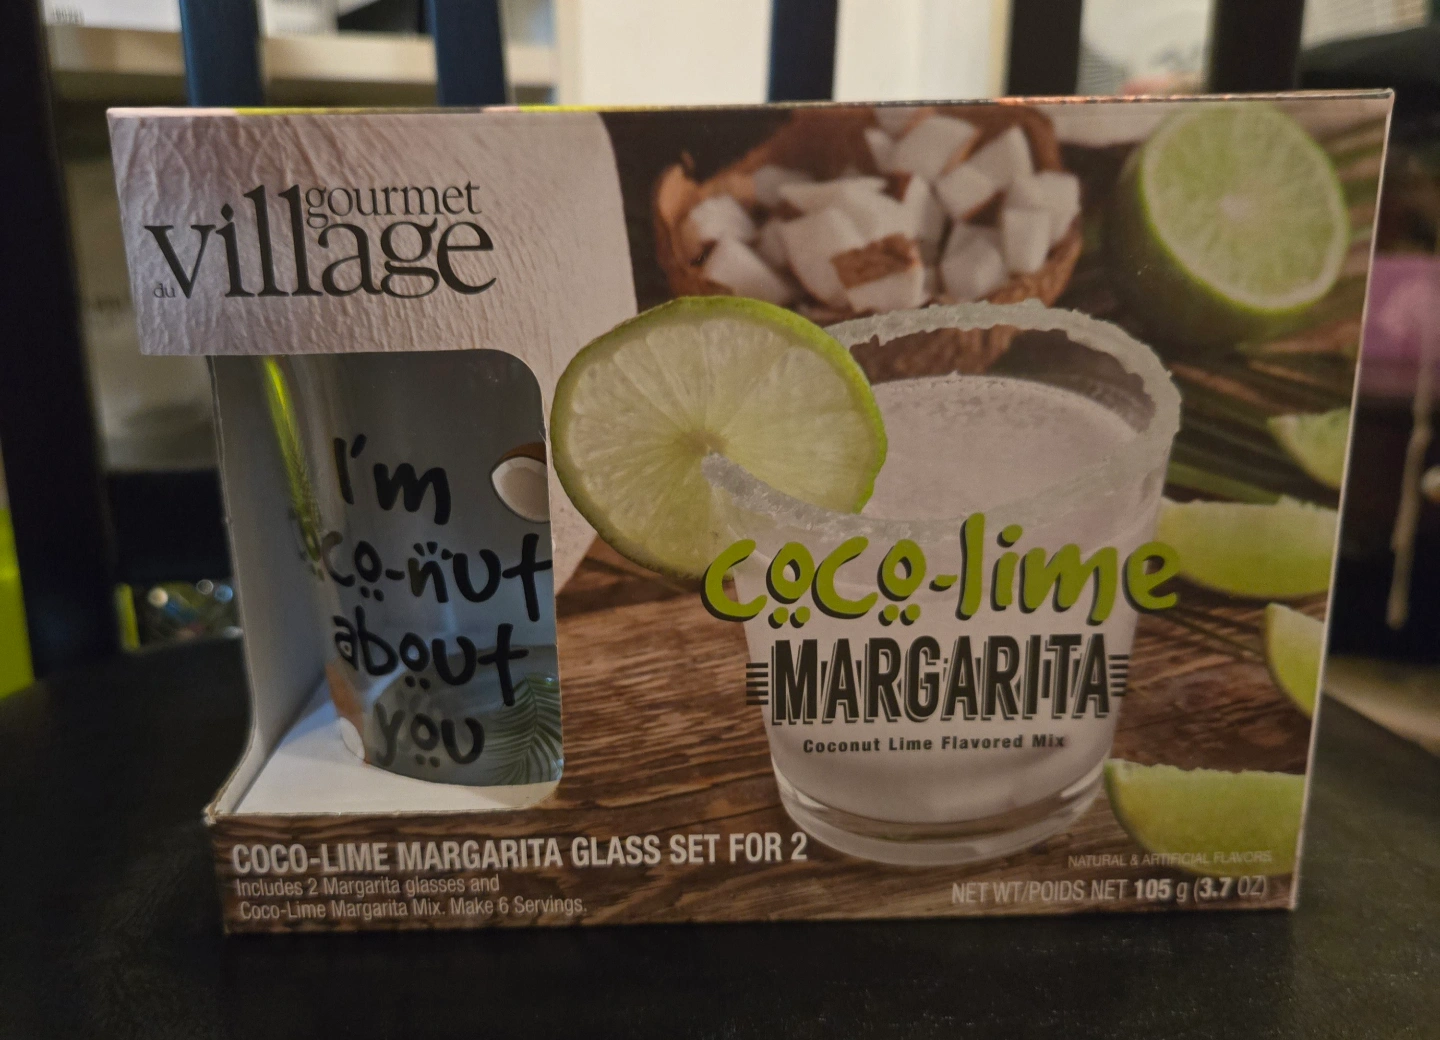 gourmet
du village
I'm
co-nut
about
you
coco-lime
MARGARITA
Coconut Lime Flavored Mix
COCO-LIME MARGARITA GLASS SET FOR 2
Includes 2 Margarita glasses and
Coco-Lime Margarita Mix. Make 6 Servings.
NATURAL & ARTIFICIAL FLAVORS.
NET WT/POIDS NET 105 g (3.7 OZ)